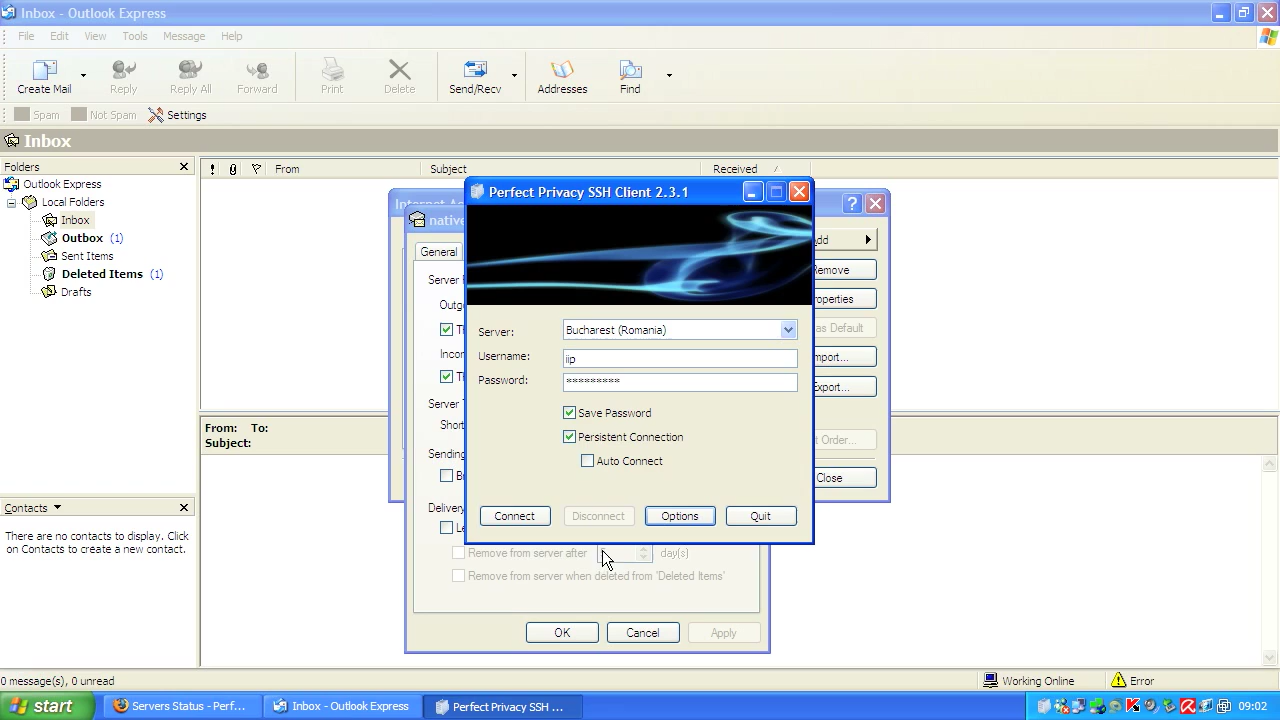 Inbox - Outlook Express
File Edit View Tools Message Help
Create Mail Reply Reply All Forward Print Delete Send/Recv Addresses Find
Spam Not Spam Settings
Inbox
Folders
Outlook Express
Local Folders
Inbox
Outbox (1)
Sent Items
Deleted Items (1)
Drafts
From Subject Received
native
General
Server
Sending
Delivery
Perfect Privacy SSH Client 2.3.1
Server: Bucharest (Romania)
Username: iip
Password: *********
Save Password
Persistent Connection
Auto Connect
Connect Disconnect Options Quit
Remove from server after day(s)
Remove from server when deleted from 'Deleted Items'
OK Cancel Apply
Close
From: To:
Subject:
Contacts
There are no contacts to display. Click
on Contacts to create a new contact.
0 message(s), 0 unread
Working Online
Error
start
Servers Status - Perf...
Inbox - Outlook Express
Perfect Privacy SSH ...
09:02